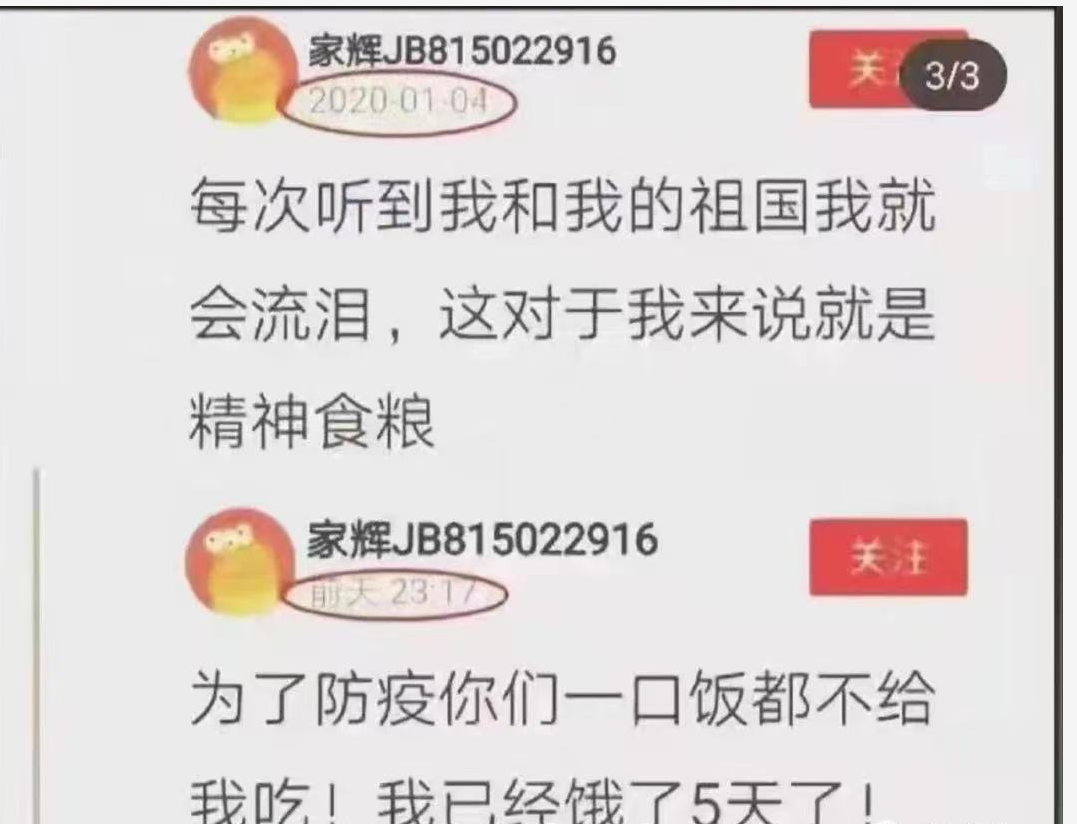 家辉JB815022916
2020-01-04
关
3/3
每次听到我和我的祖国我就
会流泪，这对于我来说就是
精神食粮
家辉JB815022916
前天 23:17
关注
为了防疫你们一口饭都不给
我吃！我已经饿了5天了！